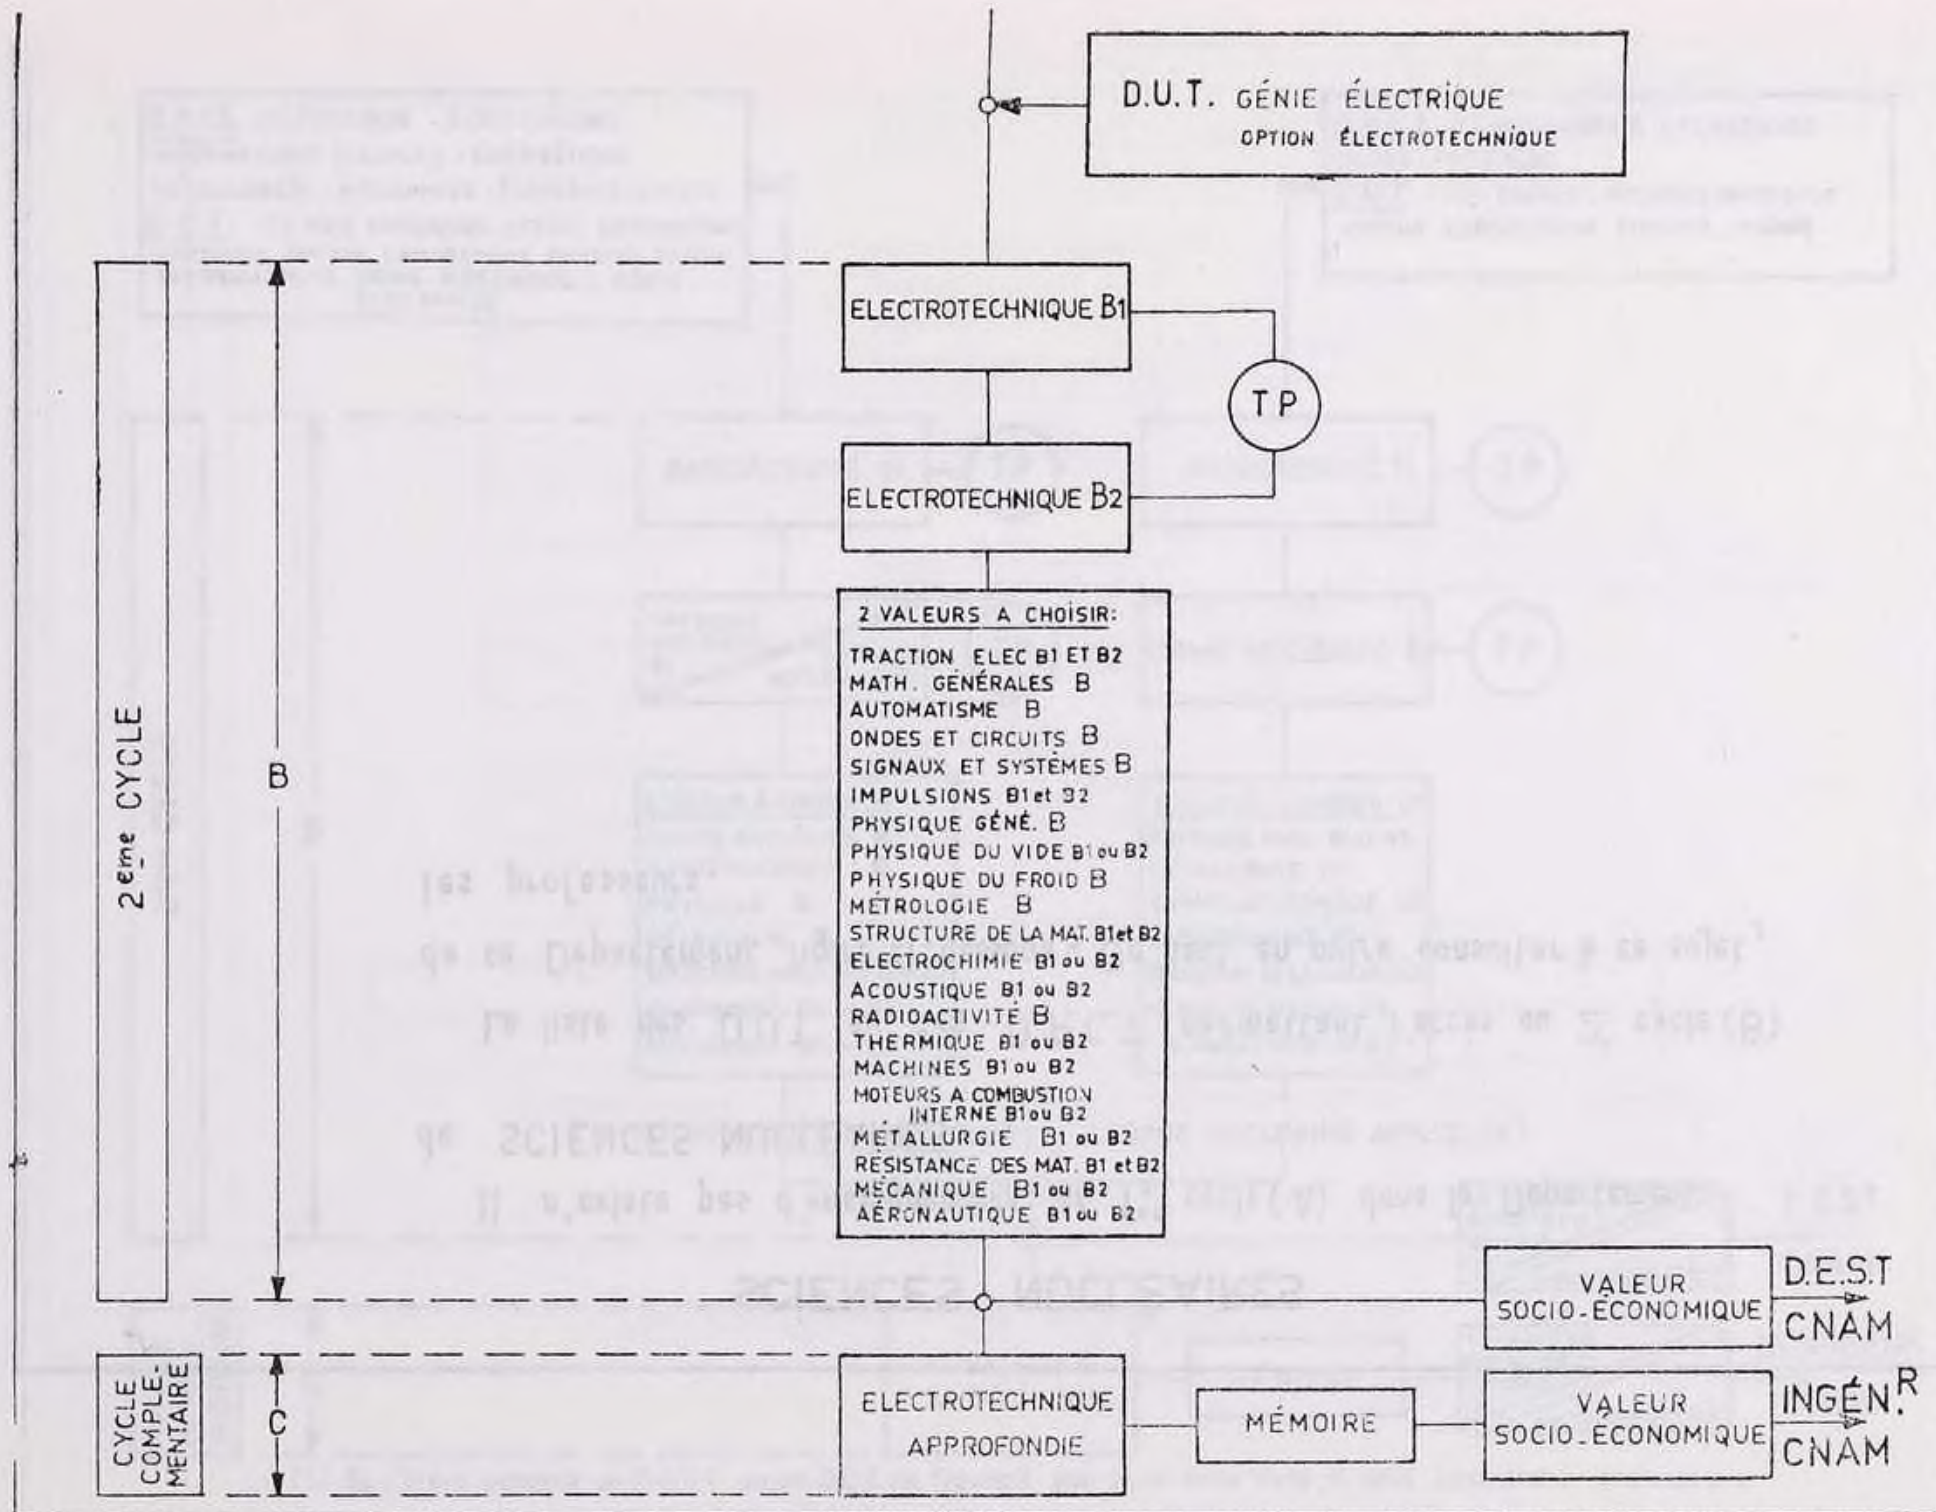 D.U.T. GÉNIE ÉLECTRIQUE
OPTION ÉLECTROTECHNIQUE
ELECTROTECHNIQUE B1
T P
ELECTROTECHNIQUE B2
2eme CYCLE
B
2 VALEURS A CHOISIR:
TRACTION ELEC B1 ET B2
MATH. GÉNÉRALES B
AUTOMATISME B
ONDES ET CIRCUITS B
SIGNAUX ET SYSTÉMES B
IMPULSIONS B1 et B2
PHYSIQUE GÉNÉ. B
PHYSIQUE DU VIDE B1 ou B2
PHYSIQUE DU FROID B
MÉTROLOGIE B
STRUCTURE DE LA MAT. B1 et B2
ELECTROCHIMIE B1 ou B2
ACOUSTIQUE B1 ou B2
RADIOACTIVITÉ B
THERMIQUE B1 ou B2
MACHINES B1 ou B2
MOTEURS A COMBUSTION
INTERNE B1 ou B2
MÉTALLURGIE B1 ou B2
RÉSISTANCE DES MAT. B1 et B2
MÉCANIQUE B1 ou B2
AÉRONAUTIQUE B1 ou B2
VALEUR
SOCIO-ÉCONOMIQUE
D.E.S.T
CNAM
CYCLE
COMPLE-
MENTAIRE
C
ELECTROTECHNIQUE
APPROFONDIE
MÉMOIRE
VALEUR
SOCIO-ÉCONOMIQUE
INGÉN.R
CNAM